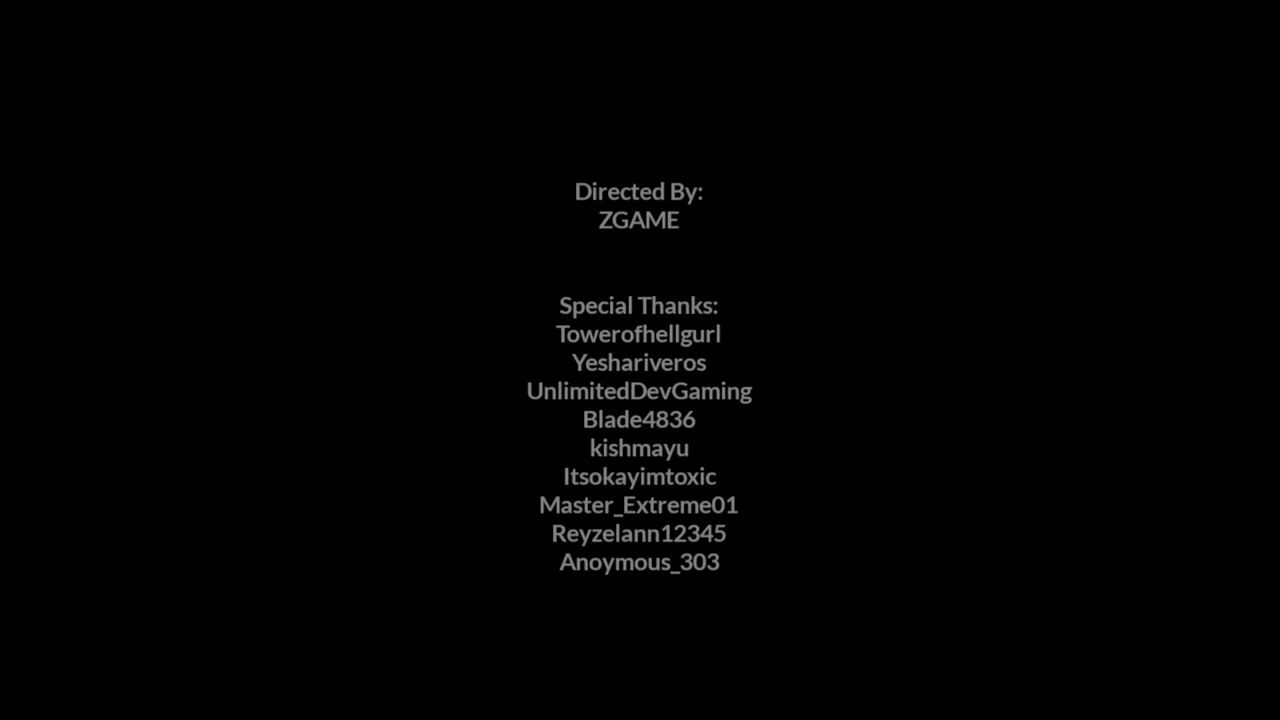 Directed By:
ZGAME
Special Thanks:
Towerofhellgurl
Yeshariveros
UnlimitedDevGaming
Blade4836
kishmayu
Itsokayimtoxic
Master_Extreme01
Reyzelann12345
Anoymous_303